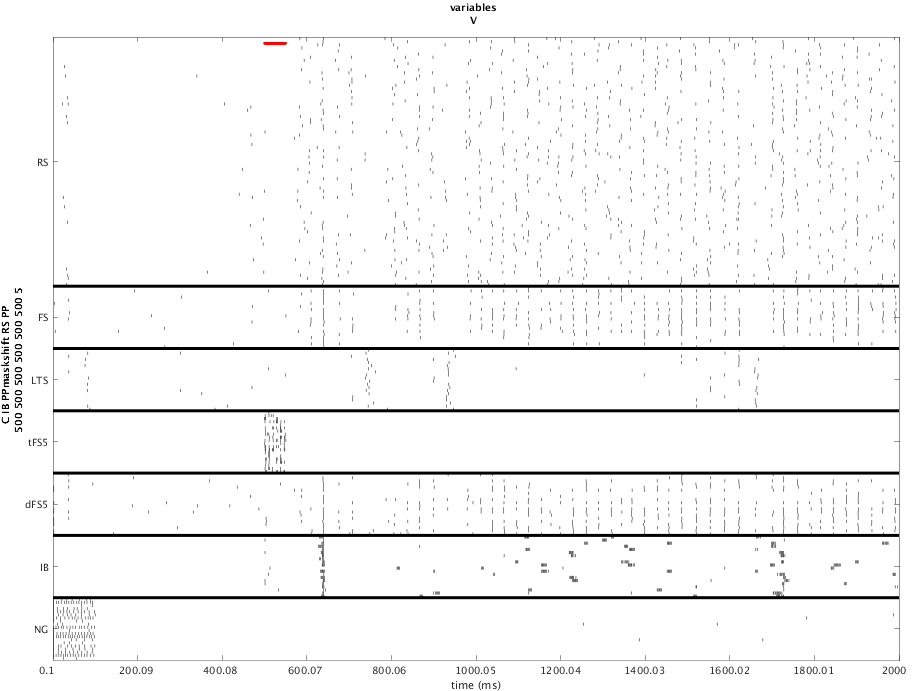 variables
V
C IB PPmaskshift RS PP
500 500 500 500 500 5
RS
FS
LTS
tFS5
dFS5
IB
NG
0.1 200.09 400.08 600.07 800.06 1000.05 1200.04 1400.03 1600.02 1800.01 2000
time (ms)